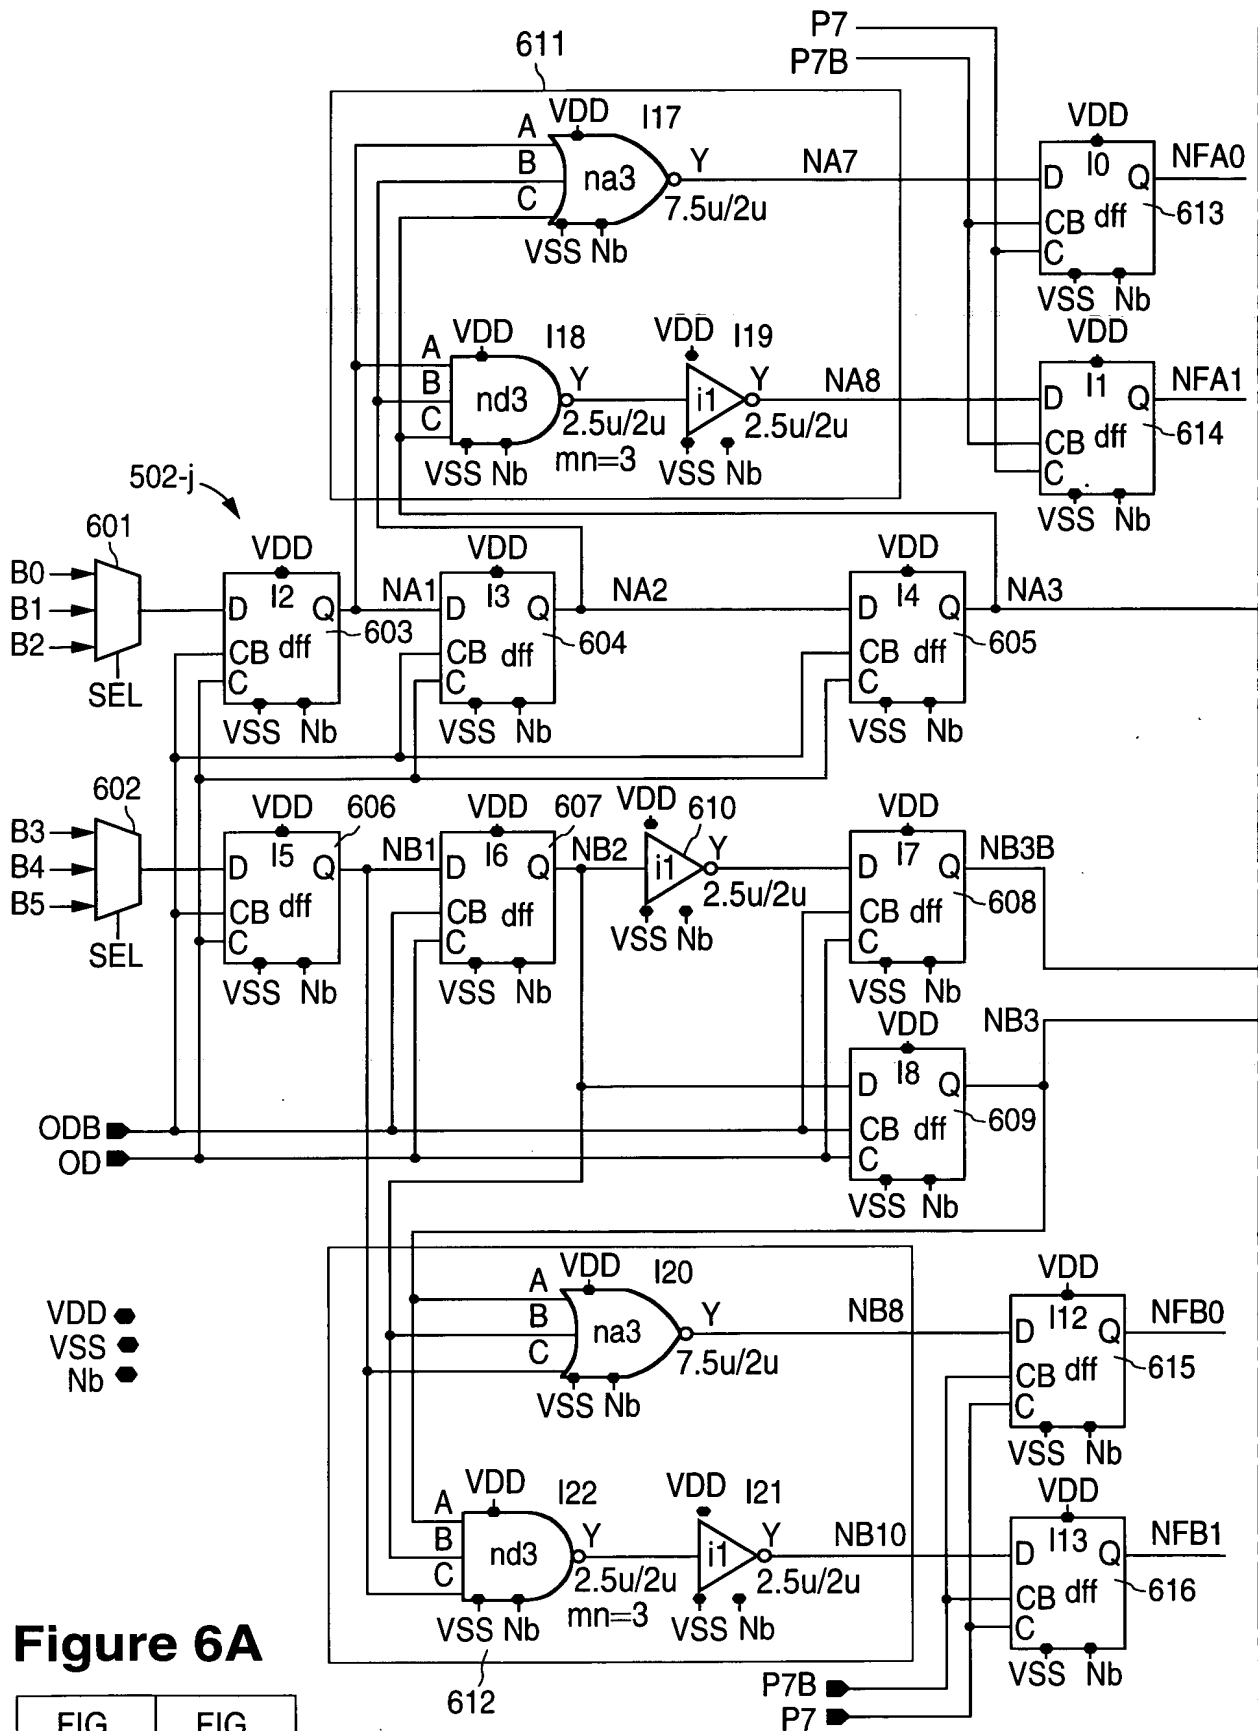 P7
P7B
611
VDD
I17
A
B
C
na3
Y
7.5u/2u
VSS Nb
NA7
VDD
I0
D Q
CB dff
C
VSS Nb
NFA0
613
VDD
I18
A
B
C
nd3
Y
2.5u/2u
mn=3
VSS Nb
VDD
I19
i1
Y
2.5u/2u
VSS Nb
NA8
VDD
I1
D Q
CB dff
C
VSS Nb
NFA1
614
502-j
601
B0
B1
B2
SEL
VDD
I2
D Q
CB dff
C
VSS Nb
603
NA1
VDD
I3
D Q
CB dff
C
VSS Nb
604
NA2
VDD
I4
D Q
CB dff
C
VSS Nb
605
NA3
602
B3
B4
B5
SEL
VDD
I5
D Q
CB dff
C
VSS Nb
606
NB1
VDD
I6
D Q
CB dff
C
VSS Nb
607
NB2
VDD
610
i1
Y
2.5u/2u
VSS Nb
VDD
I7
D Q
CB dff
C
VSS Nb
608
NB3B
NB3
VDD
I8
D Q
CB dff
C
VSS Nb
609
ODB
OD
VDD
VSS
Nb
VDD
I20
A
B
C
na3
Y
7.5u/2u
VSS Nb
NB8
VDD
I12
D Q
CB dff
C
VSS Nb
NFB0
615
VDD
I22
A
B
C
nd3
Y
2.5u/2u
mn=3
VSS Nb
VDD
I21
i1
Y
2.5u/2u
VSS Nb
NB10
VDD
I13
D Q
CB dff
C
VSS Nb
NFB1
616
612
P7B
P7
Figure 6A
FIG FIG